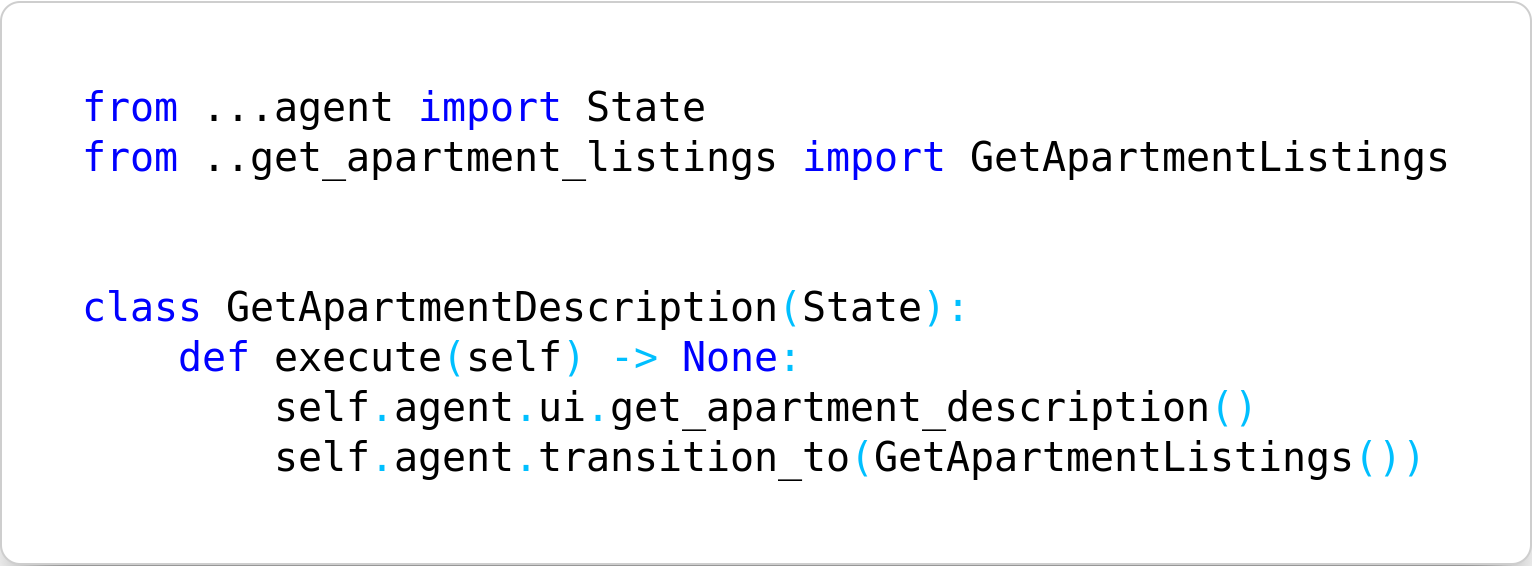 from ...agent import State
from ..get_apartment_listings import GetApartmentListings


class GetApartmentDescription(State):
    def execute(self) -> None:
        self.agent.ui.get_apartment_description()
        self.agent.transition_to(GetApartmentListings())